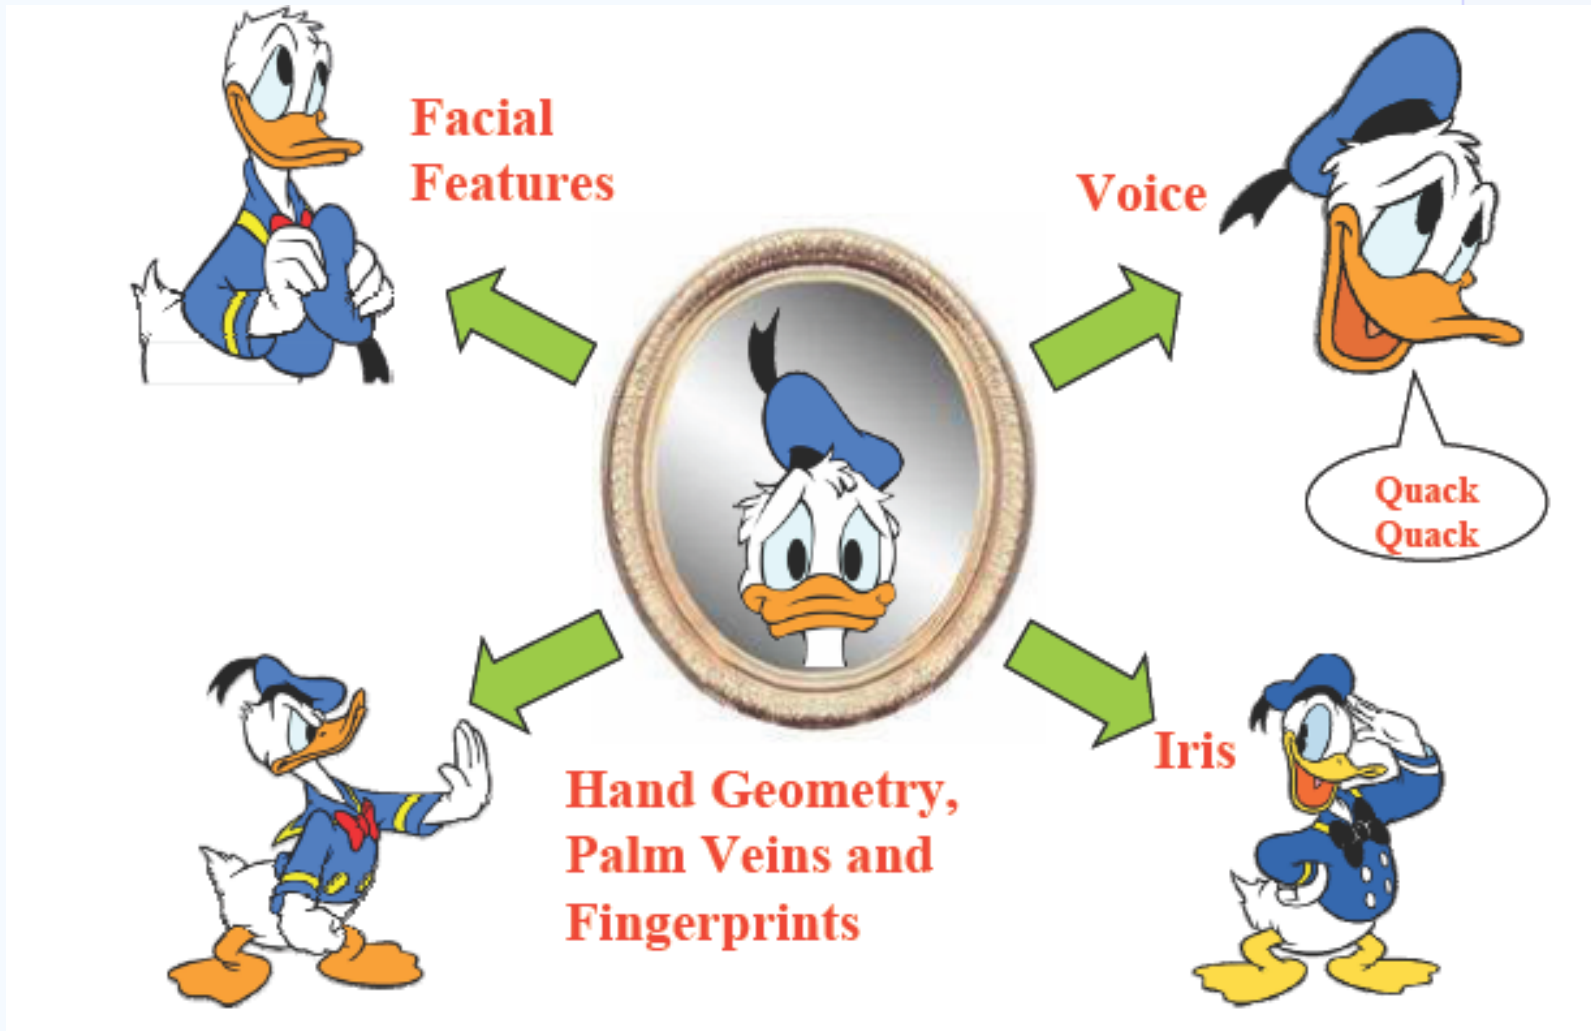 Facial
Features
Voice
Quack
Quack
Hand Geometry,
Palm Veins and
Fingerprints
Iris